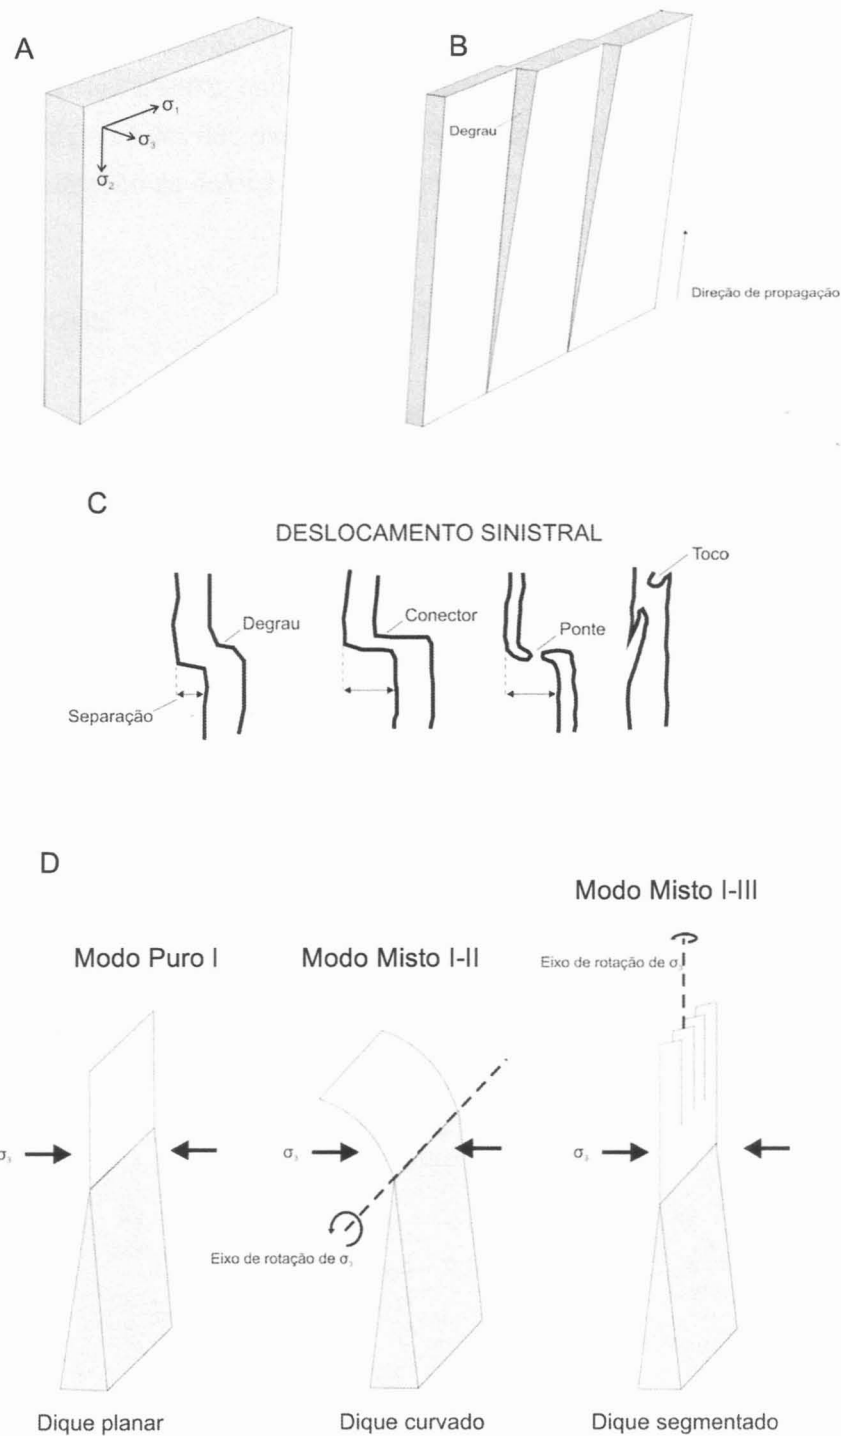 A
σ₁
σ₃
σ₂
B
Degrau
Direção de propagação
C
DESLOCAMENTO SINISTRAL
Degrau
Separação
Conector
Ponte
Toco
D
Modo Puro I
Modo Misto I-II
Modo Misto I-III
Eixo de rotação de σ₃
σ₃
σ₃
σ₃
Eixo de rotação de σ₃
Dique planar
Dique curvado
Dique segmentado